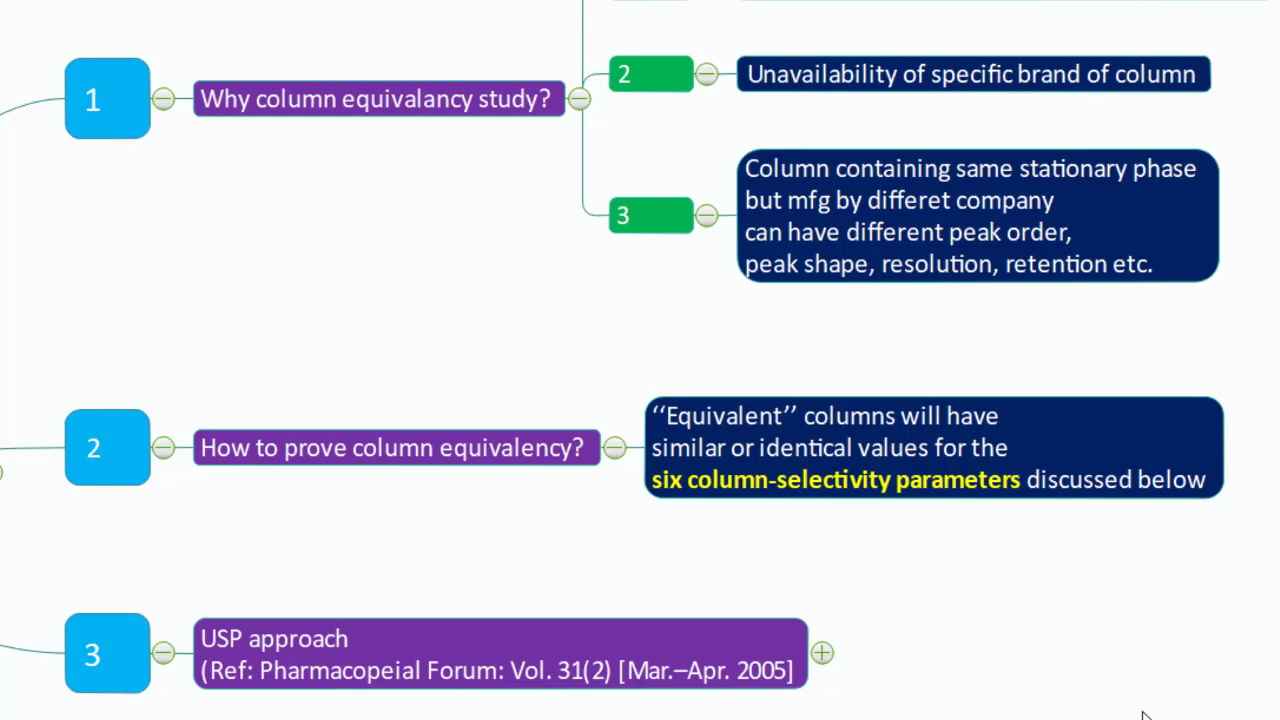 1
Why column equivalancy study?
2
Unavailability of specific brand of column
3
Column containing same stationary phase
but mfg by differet company
can have different peak order,
peak shape, resolution, retention etc.
2
How to prove column equivalency?
‘‘Equivalent’’ columns will have
similar or identical values for the
six column-selectivity parameters discussed below
3
USP approach
(Ref: Pharmacopeial Forum: Vol. 31(2) [Mar.–Apr. 2005]